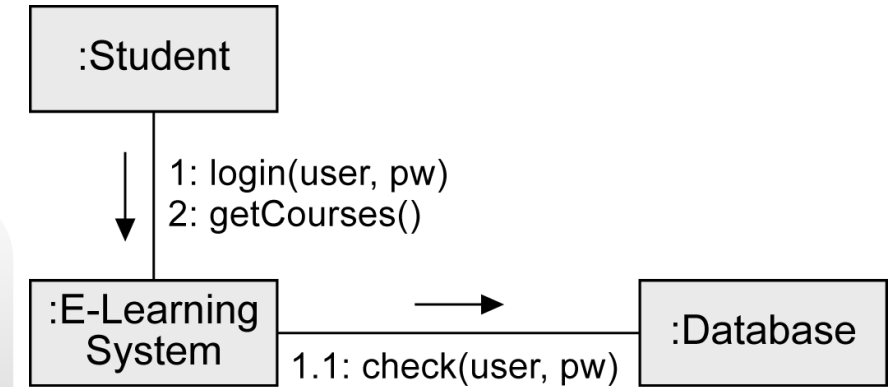 :Student
1: login(user, pw)
2: getCourses()
:E-Learning
System
:Database
1.1: check(user, pw)